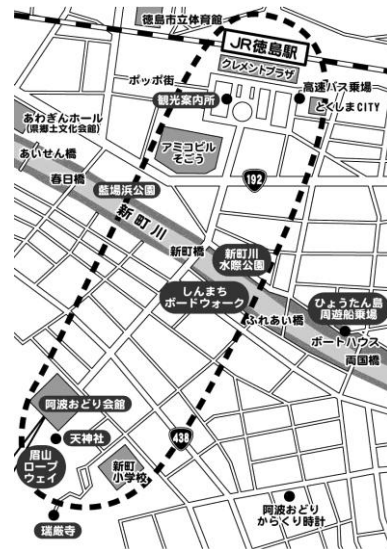 徳島市立体育館
JR徳島駅
クレメントプラザ
ポッポ街
観光案内所
高速バス乗場
とくしまCITY
あわぎんホール
(県郷土文化会館)
アミコビル
そごう
あいせん橋
春日橋
藍場浜公園
192
新町川
新町橋
新町川
水際公園
しんまち
ボードウォーク
ひょうたん島
周遊船乗場
ふれあい橋
ボートハウス
両国橋
阿波おどり会館
天神社
438
眉山
ロープ
ウェイ
新町
小学校
瑞巌寺
阿波おどり
からくり時計